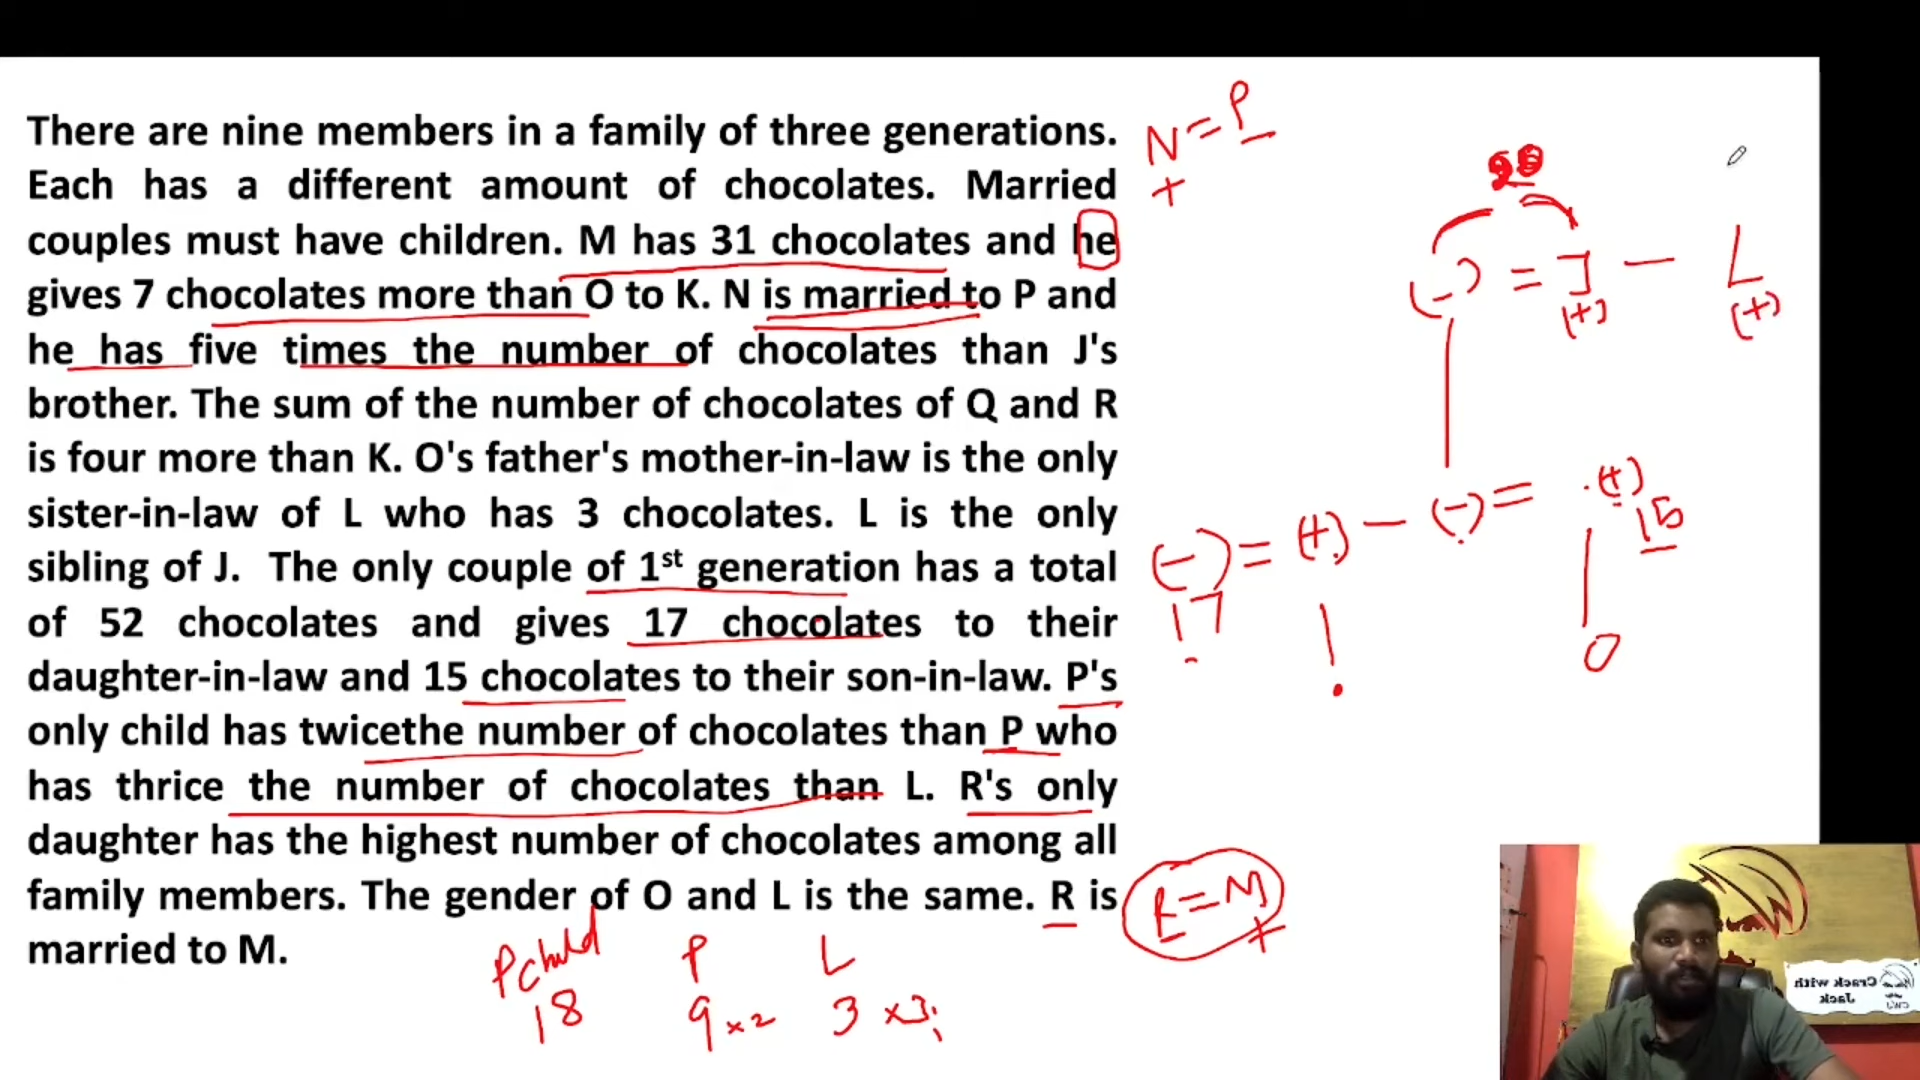 There are nine members in a family of three generations.
Each has a different amount of chocolates. Married
couples must have children. M has 31 chocolates and he
gives 7 chocolates more than O to K. N is married to P and
he has five times the number of chocolates than J's
brother. The sum of the number of chocolates of Q and R
is four more than K. O's father's mother-in-law is the only
sister-in-law of L who has 3 chocolates. L is the only
sibling of J. The only couple of 1st generation has a total
of 52 chocolates and gives 17 chocolates to their
daughter-in-law and 15 chocolates to their son-in-law. P's
only child has twicethe number of chocolates than P who
has thrice the number of chocolates than L. R's only
daughter has the highest number of chocolates among all
family members. The gender of O and L is the same. R is
married to M.
N = P
+
(-) = J - L
(+) (+)
(-) = (+) - (-) = (+)
17 15
O
R = M
+
P child P L
18 9 x2 3 x3
Crack with
Jack